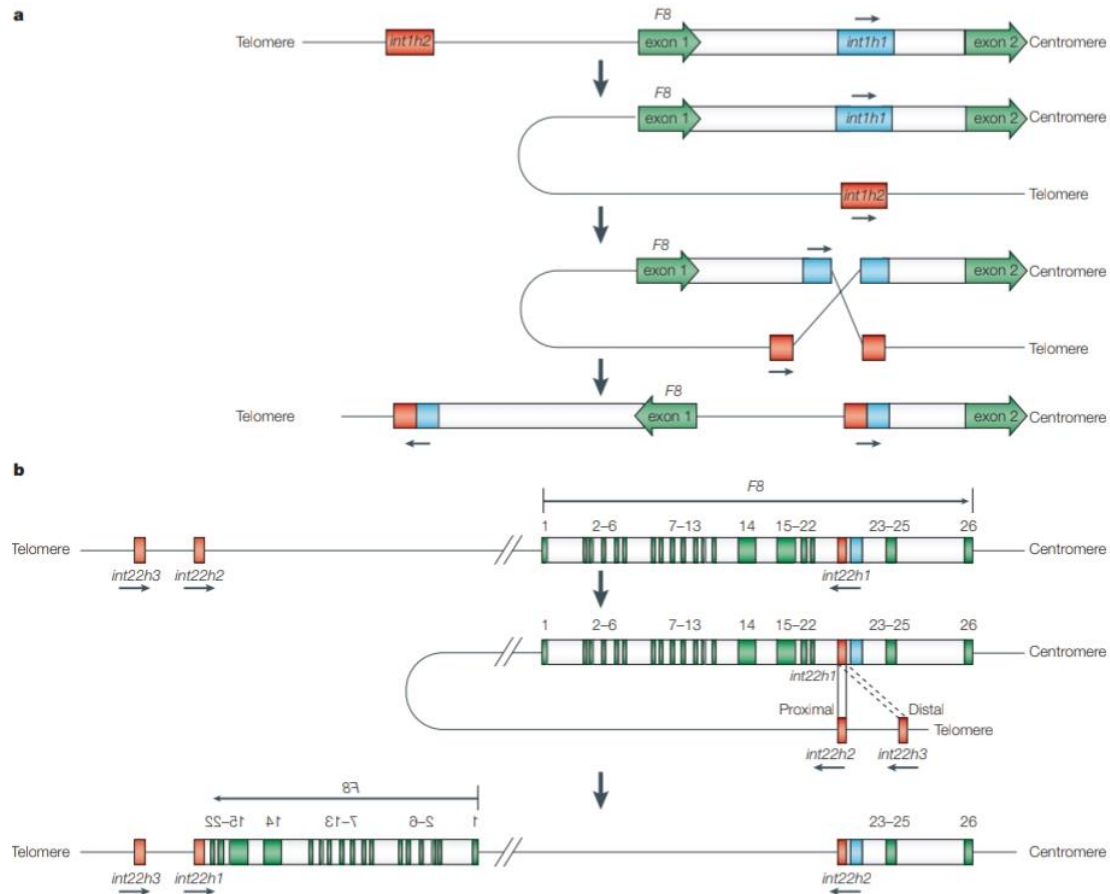 a
F8
Telomere int1h2 exon 1 int1h1 exon 2 Centromere
F8
exon 1 int1h1 exon 2 Centromere
int1h2 Telomere
F8
exon 1 exon 2 Centromere
Telomere
F8
Telomere exon 1 exon 2 Centromere
b
F8
1 2–6 7–13 14 15–22 23–25 26
Telomere Centromere
int22h3 int22h2 int22h1
1 2–6 7–13 14 15–22 23–25 26
Centromere
int22h1
Proximal Distal
Telomere
int22h2 int22h3
F8
15–22 14 7–13 2–6 1 23–25 26
Telomere Centromere
int22h3 int22h1 int22h2